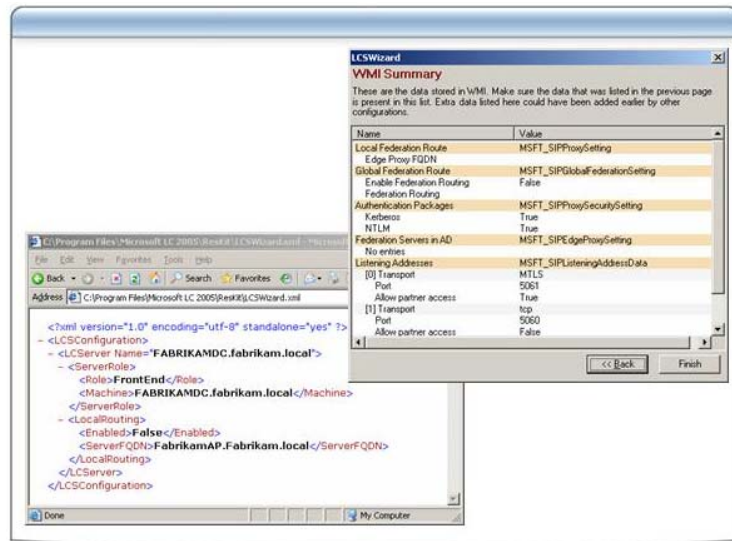 LCSWizard
WMI Summary
These are the data stored in WMI. Make sure the data that was listed in the previous page
is present in this list. Extra data listed here could have been added earlier by other
configurations.
Name Value
Local Federation Route MSFT_SIPProxySetting
Edge Proxy FQDN
Global Federation Route MSFT_SIPGlobalFederationSetting
Enable Federation Routing False
Federation Routing
Authentication Packages MSFT_SIPProxySecuritySetting
Kerberos True
NTLM True
Federation Servers in AD MSFT_SIPEdgeProxySetting
No entries
Listening Addresses MSFT_SIPListeningAddressData
[0] Transport MTLS
Port 5061
Allow partner access True
[1] Transport tcp
Port 5060
Allow partner access False
<< Back Finish
C:\Program Files\Microsoft LC 2005\ResKit\LCSWizard.xml - Microsoft
File Edit View Favorites Tools Help
Back Search Favorites
Address C:\Program Files\Microsoft LC 2005\ResKit\LCSWizard.xml
<?xml version="1.0" encoding="utf-8" standalone="yes" ?>
- <LCSConfiguration>
- <LCServer Name="FABRIKAMDC.fabrikam.local">
- <ServerRole>
<Role>FrontEnd</Role>
<Machine>FABRIKAMDC.fabrikam.local</Machine>
</ServerRole>
- <LocalRouting>
<Enabled>False</Enabled>
<ServerFQDN>FabrikamAP.Fabrikam.local</ServerFQDN>
</LocalRouting>
</LCServer>
</LCSConfiguration>
Done My Computer